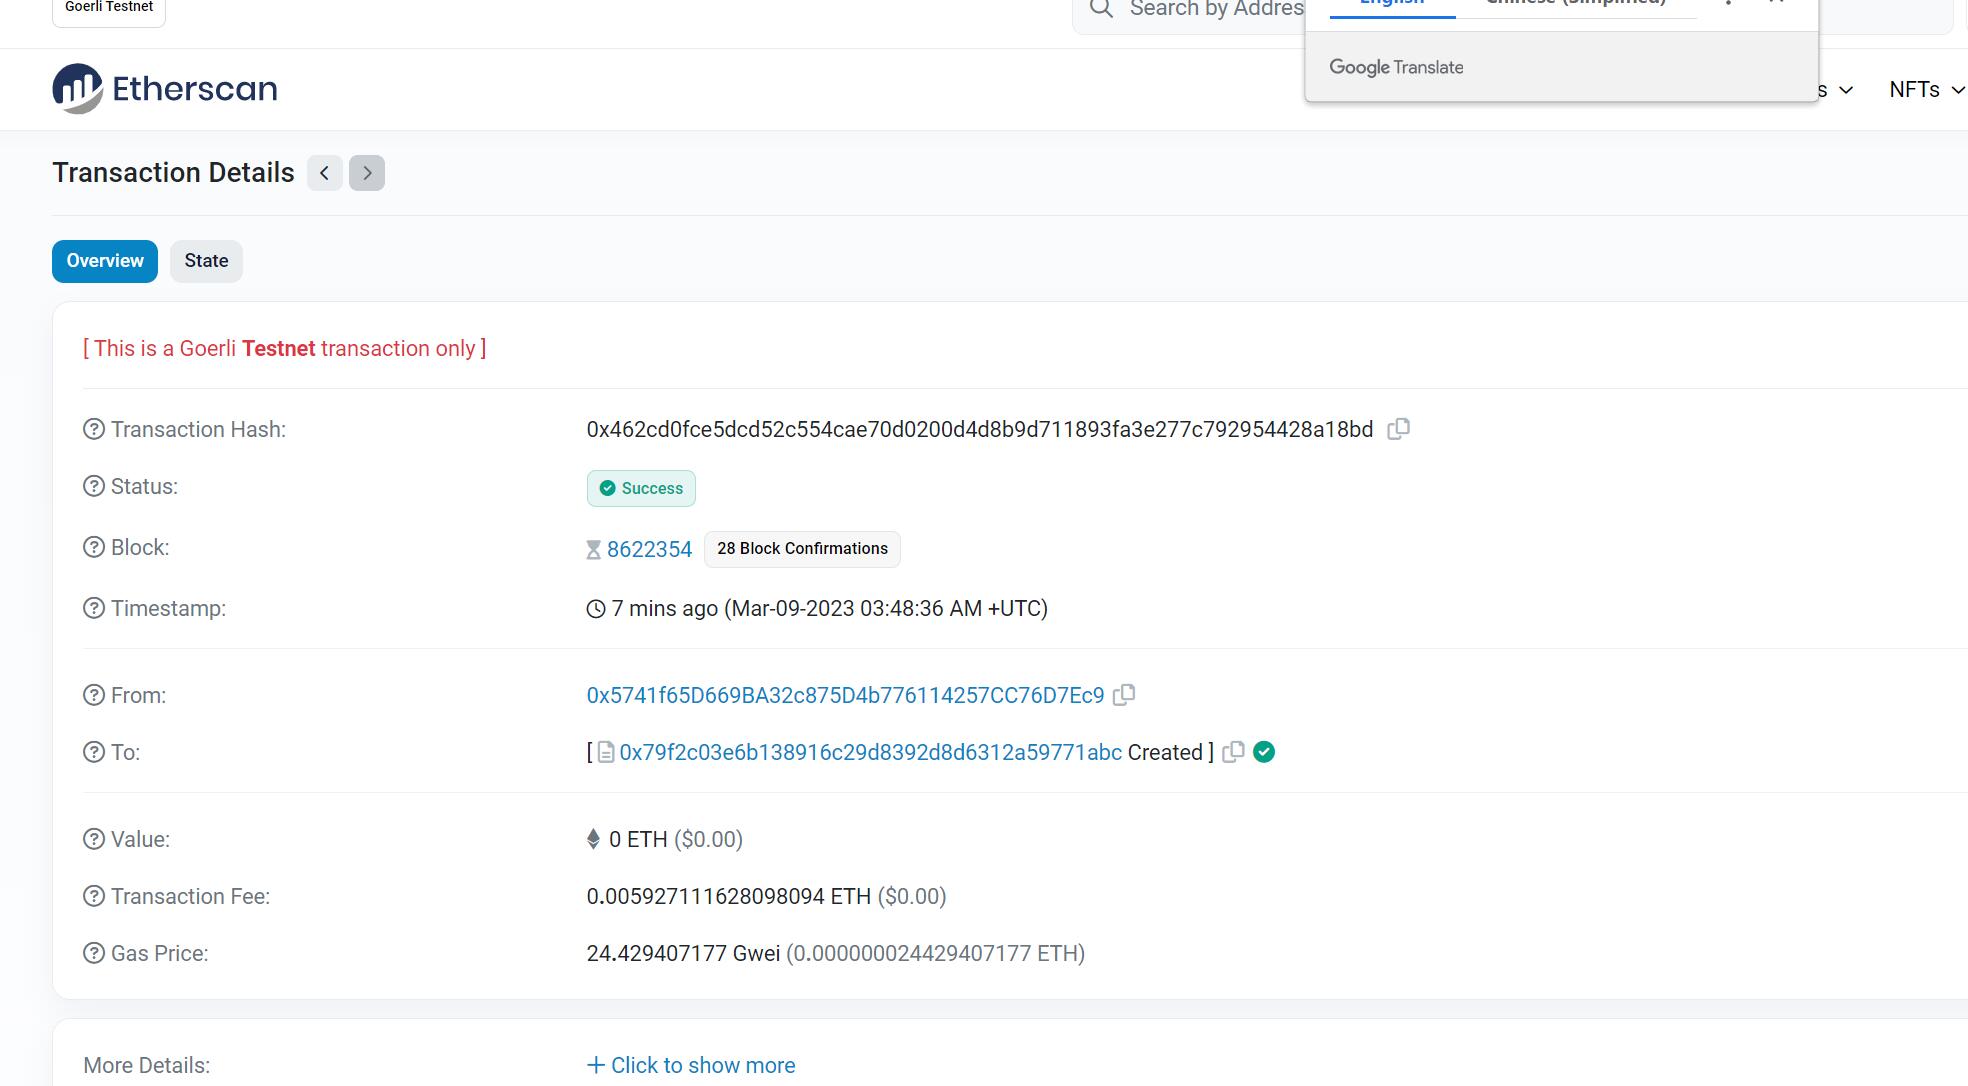 Goerli Testnet
Search by Addres
English Chinese (Simplified)
Google Translate
Etherscan
s NFTs
Transaction Details
Overview State
[ This is a Goerli Testnet transaction only ]
Transaction Hash: 0x462cd0fce5dcd52c554cae70d0200d4d8b9d711893fa3e277c792954428a18bd
Status: Success
Block: 8622354 28 Block Confirmations
Timestamp: 7 mins ago (Mar-09-2023 03:48:36 AM +UTC)
From: 0x5741f65D669BA32c875D4b776114257CC76D7Ec9
To: [ 0x79f2c03e6b138916c29d8392d8d6312a59771abc Created ]
Value: 0 ETH ($0.00)
Transaction Fee: 0.005927111628098094 ETH ($0.00)
Gas Price: 24.429407177 Gwei (0.000000024429407177 ETH)
More Details: + Click to show more